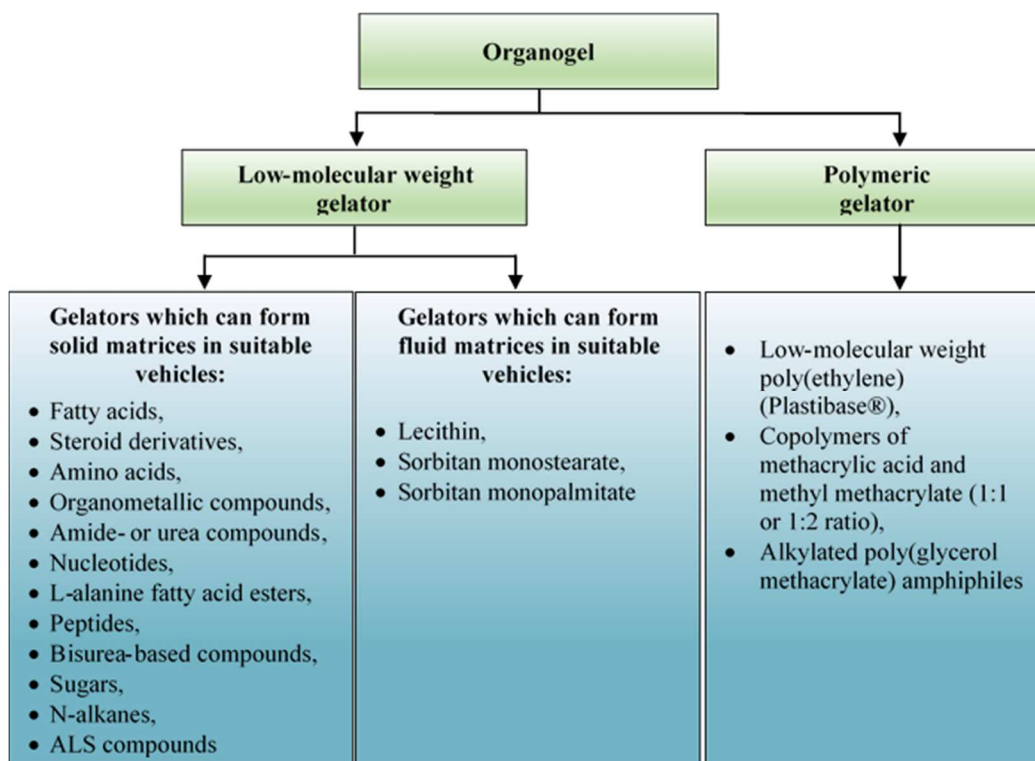 Organogel
Low-molecular weight
gelator
Polymeric
gelator
Gelators which can form
solid matrices in suitable
vehicles:
• Fatty acids,
• Steroid derivatives,
• Amino acids,
• Organometallic compounds,
• Amide- or urea compounds,
• Nucleotides,
• L-alanine fatty acid esters,
• Peptides,
• Bisurea-based compounds,
• Sugars,
• N-alkanes,
• ALS compounds
Gelators which can form
fluid matrices in suitable
vehicles:
• Lecithin,
• Sorbitan monostearate,
• Sorbitan monopalmitate
• Low-molecular weight
poly(ethylene)
(Plastibase®),
• Copolymers of
methacrylic acid and
methyl methacrylate (1:1
or 1:2 ratio),
• Alkylated poly(glycerol
methacrylate) amphiphiles